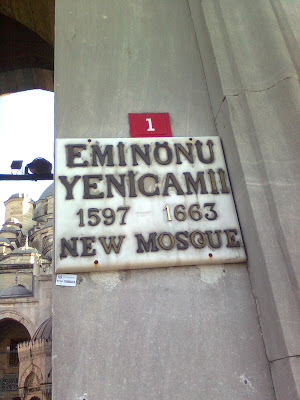 1
EMİNÖNÜ
YENİCAMİİ
1597 - 1663
NEW MOSQUE